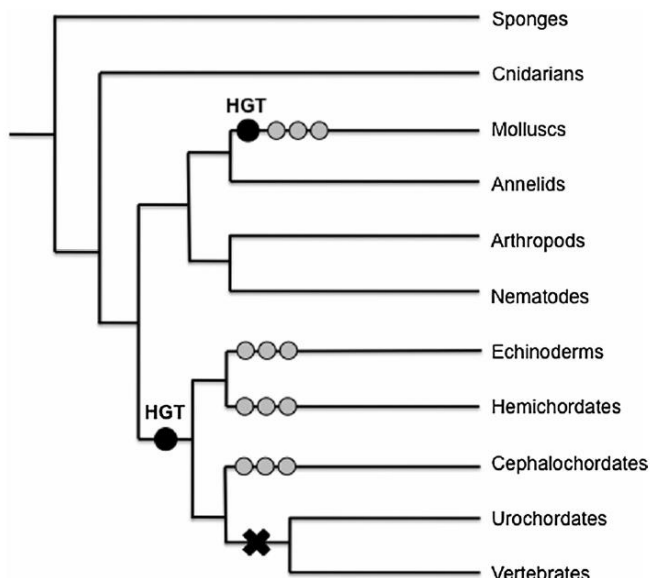 Sponges
Cnidarians
HGT
Molluscs
Annelids
Arthropods
Nematodes
Echinoderms
HGT
Hemichordates
Cephalochordates
Urochordates
Vertebrates